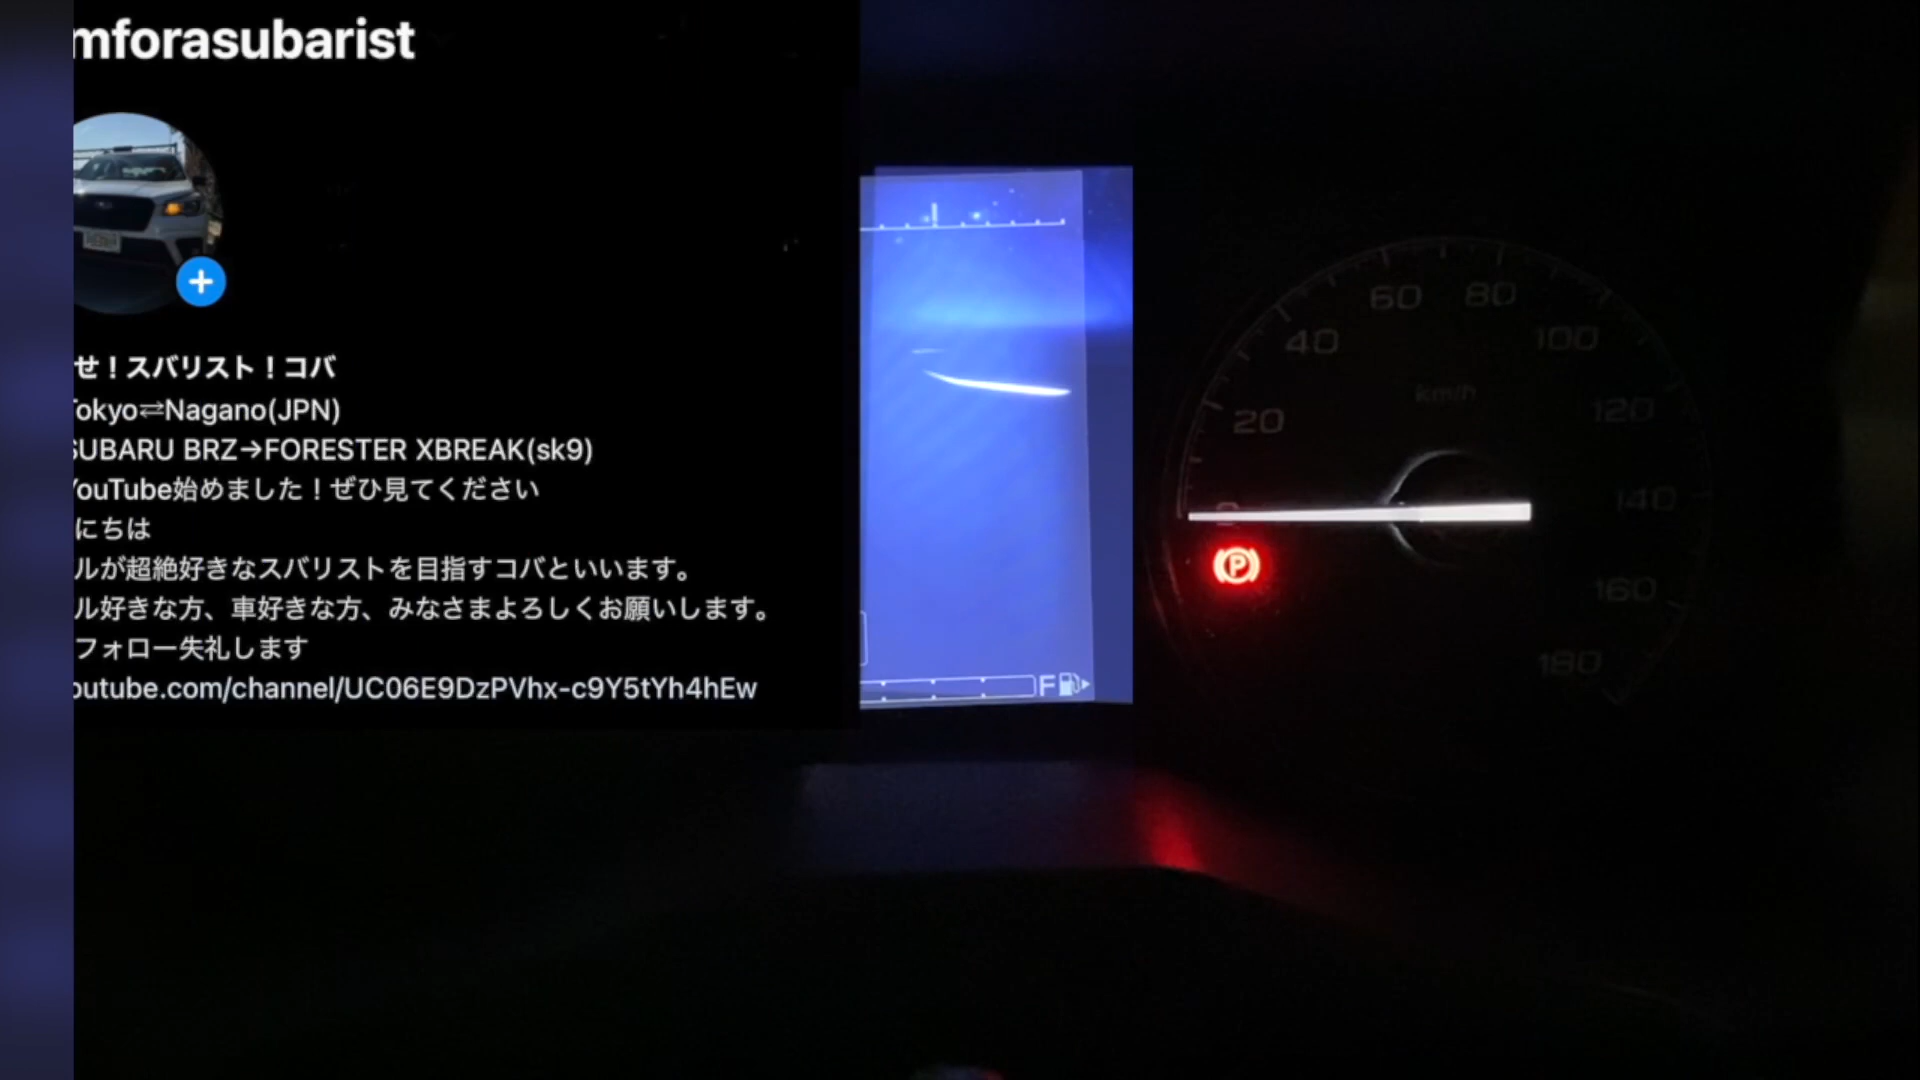 mforasubarist
せ！スバリスト！コバ
Tokyo⇄Nagano(JPN)
SUBARU BRZ→FORESTER XBREAK(sk9)
YouTube始めました！ぜひ見てください
にちは
ルが超絶好きなスバリストを目指すコバといいます。
ル好きな方、車好きな方、みなさまよろしくお願いします。
フォロー失礼します
outube.com/channel/UC06E9DzPVhx-c9Y5tYh4hEw
F
0
20
40
60
80
100
120
140
160
180
km/h
P